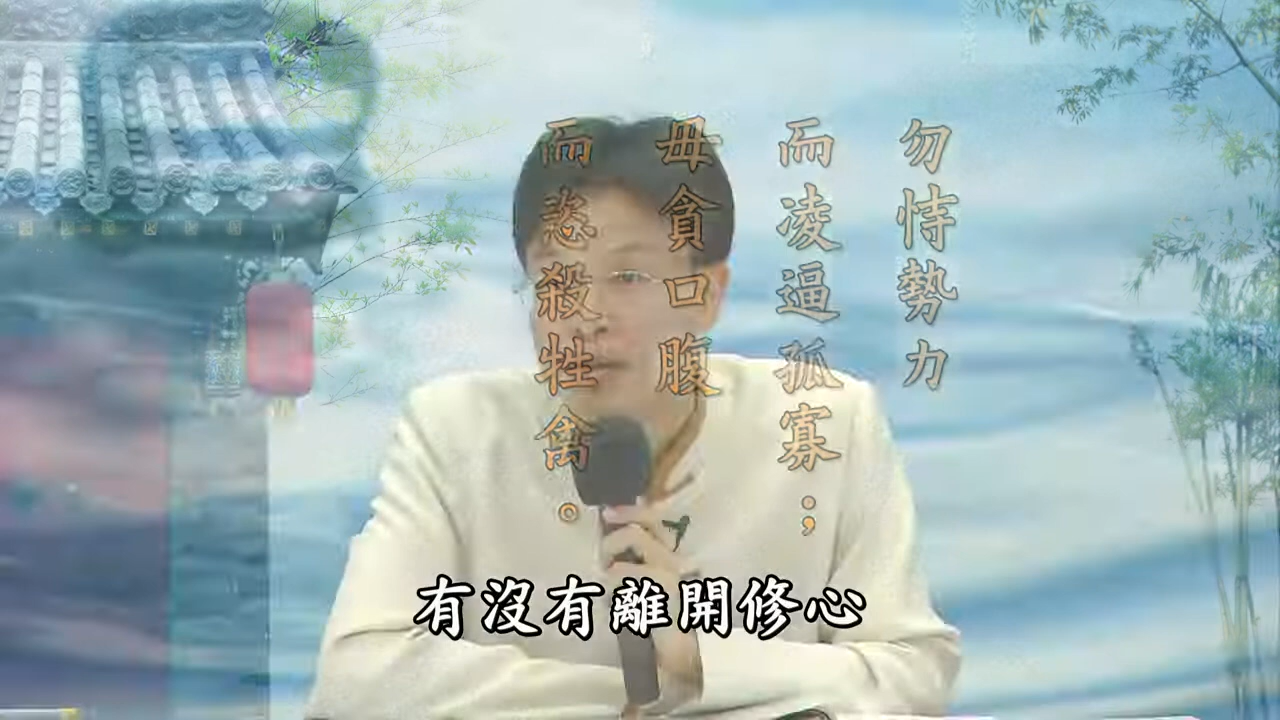 勿恃勢力
而凌逼孤寡；
毋貪口腹
而恣殺牲禽。
有沒有離開修心